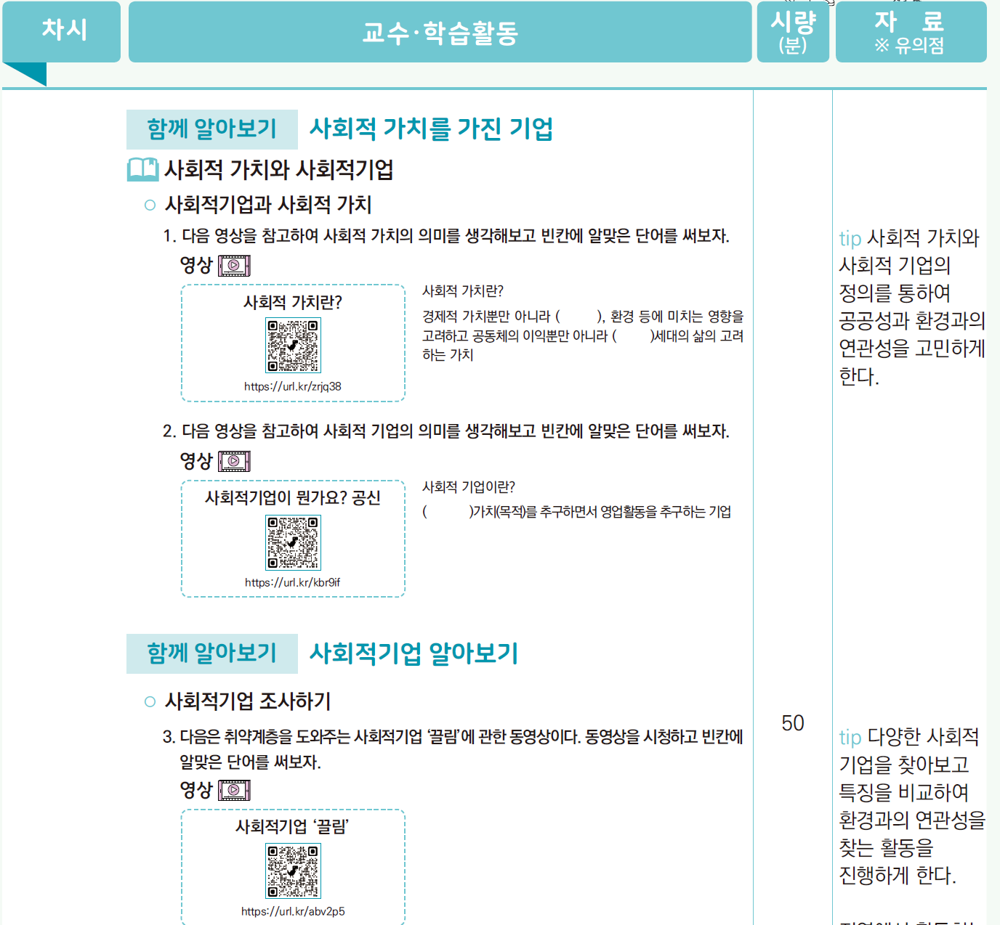 차시
교수·학습활동
시량
(분)
자 료
※ 유의점
함께 알아보기 사회적 가치를 가진 기업
사회적 가치와 사회적기업
○ 사회적기업과 사회적 가치
1. 다음 영상을 참고하여 사회적 가치의 의미를 생각해보고 빈칸에 알맞은 단어를 써보자.
영상
사회적 가치란?
https://url.kr/zrjq38
사회적 가치란?
경제적 가치뿐만 아니라 (      ), 환경 등에 미치는 영향을
고려하고 공동체의 이익뿐만 아니라 (      )세대의 삶의 고려
하는 가치
2. 다음 영상을 참고하여 사회적 기업의 의미를 생각해보고 빈칸에 알맞은 단어를 써보자.
영상
사회적기업이 뭔가요? 공신
https://url.kr/kbr9if
사회적 기업이란?
(      )가치(목적)를 추구하면서 영업활동을 추구하는 기업
함께 알아보기 사회적기업 알아보기
○ 사회적기업 조사하기
3. 다음은 취약계층을 도와주는 사회적기업 ‘끌림’에 관한 동영상이다. 동영상을 시청하고 빈칸에
알맞은 단어를 써보자.
영상
사회적기업 ‘끌림’
https://url.kr/abv2p5
50
tip 사회적 가치와
사회적 기업의
정의를 통하여
공공성과 환경과의
연관성을 고민하게
한다.
tip 다양한 사회적
기업을 찾아보고
특징을 비교하여
환경과의 연관성을
찾는 활동을
진행하게 한다.